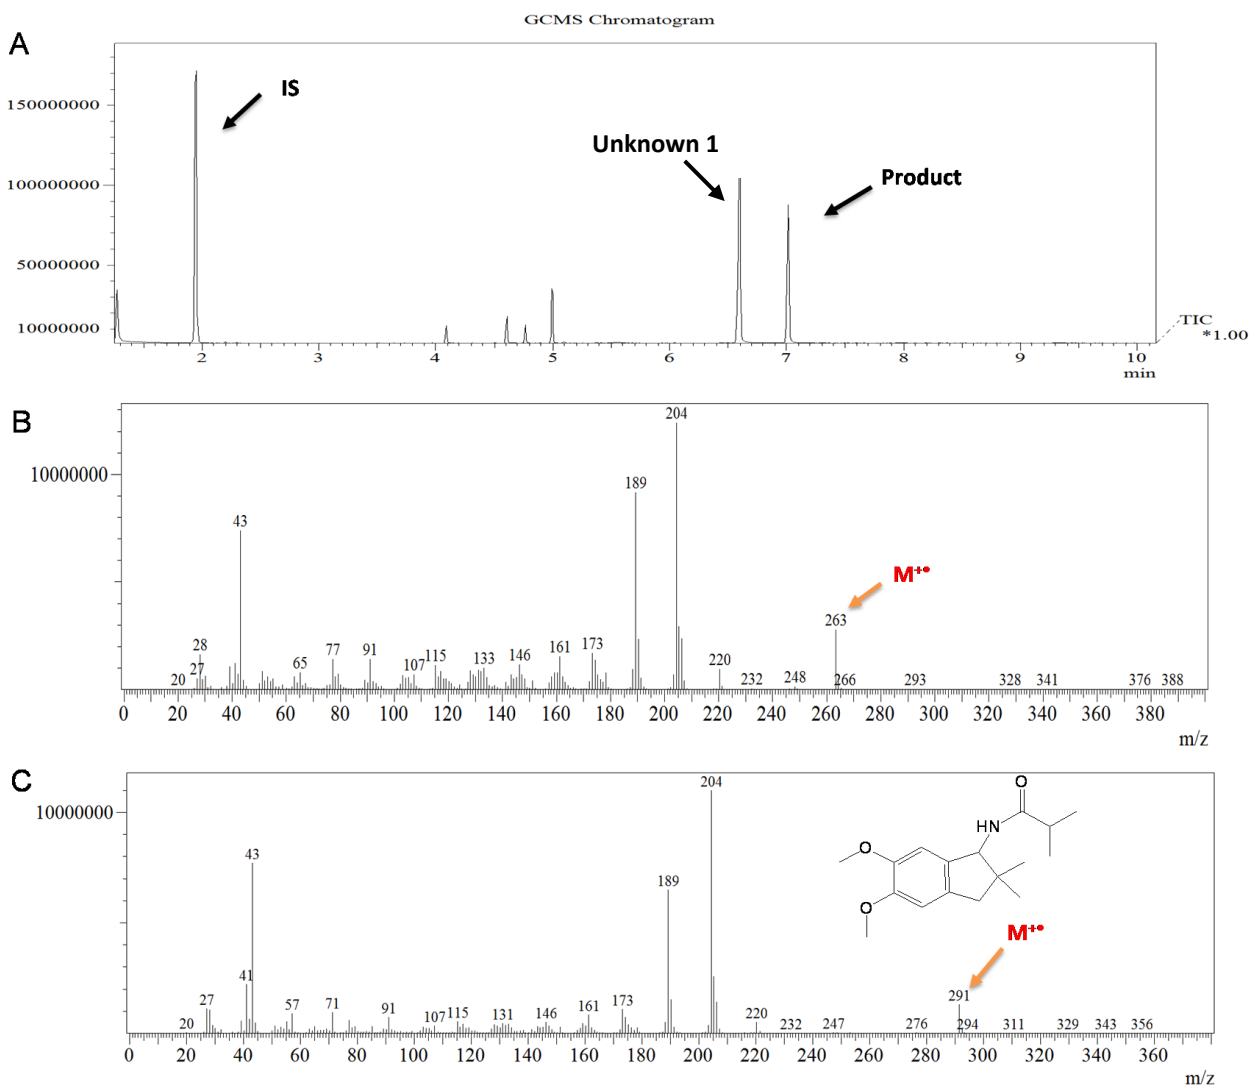 GCMS Chromatogram
A
IS
150000000
Unknown 1
Product
100000000
50000000
10000000
TIC
*1.00
2 3 4 5 6 7 8 9 10
min
B
204
10000000
189
43
M+•
263
28
27
20
65
77
91
107
115
133
146
161
173
220
232
248
266
293
328
341
376
388
0 20 40 60 80 100 120 140 160 180 200 220 240 260 280 300 320 340 360 380
m/z
C
204
O
HN
10000000
O
43
189
O
M+•
41
291
27
20
57
71
91
107
115
131
146
161
173
220
232
247
276
294
311
329
343
356
0 20 40 60 80 100 120 140 160 180 200 220 240 260 280 300 320 340 360
m/z